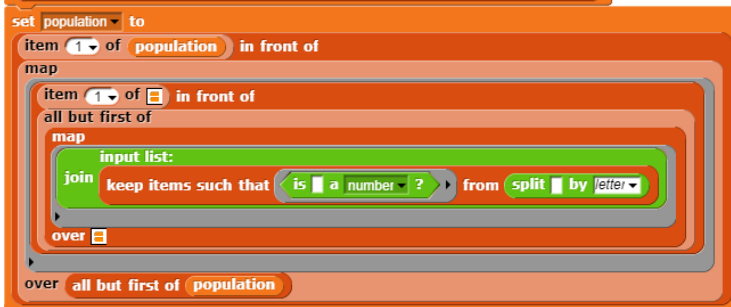 set population to
item 1 of population in front of
map
item 1 of in front of
all but first of
map
input list:
join keep items such that is a number ? from split by letter
over
over all but first of population